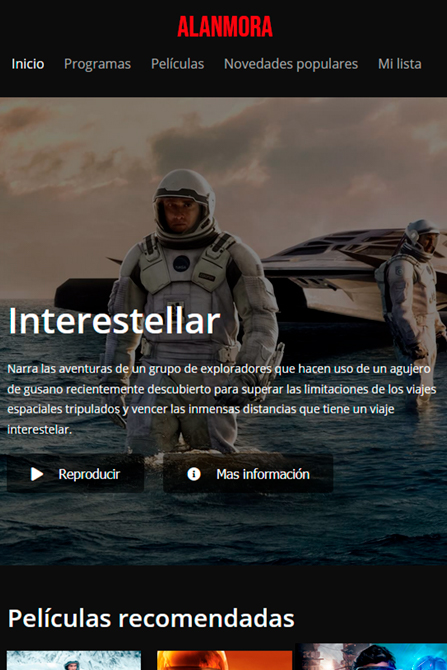 ALANMORA
Inicio Programas Películas Novedades populares Mi lista
Interestellar
Narra las aventuras de un grupo de exploradores que hacen uso de un agujero
de gusano recientemente descubierto para superar las limitaciones de los viajes
espaciales tripulados y vencer las inmensas distancias que tiene un viaje
interestelar.
Reproducir Mas información
Películas recomendadas